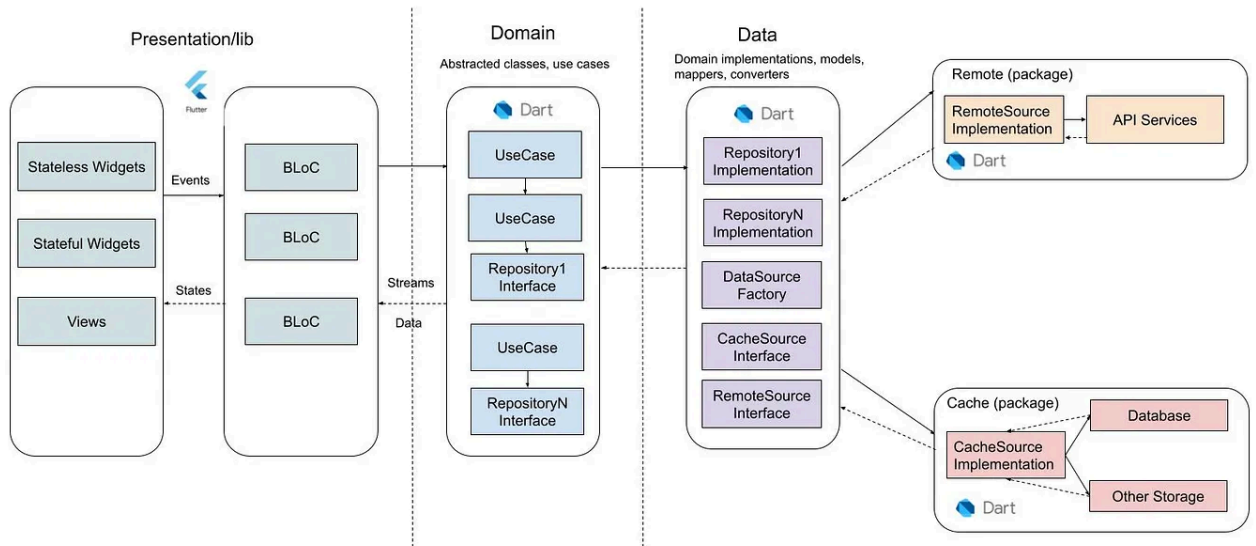 Presentation/lib
Flutter
Stateless Widgets
Stateful Widgets
Views
Events
States
BLoC
BLoC
BLoC
Streams
Data
Domain
Abstracted classes, use cases
Dart
UseCase
UseCase
Repository1
Interface
UseCase
RepositoryN
Interface
Data
Domain implementations, models,
mappers, converters
Dart
Repository1
Implementation
RepositoryN
Implementation
DataSource
Factory
CacheSource
Interface
RemoteSource
Interface
Remote (package)
RemoteSource
Implementation
API Services
Dart
Cache (package)
CacheSource
Implementation
Database
Other Storage
Dart